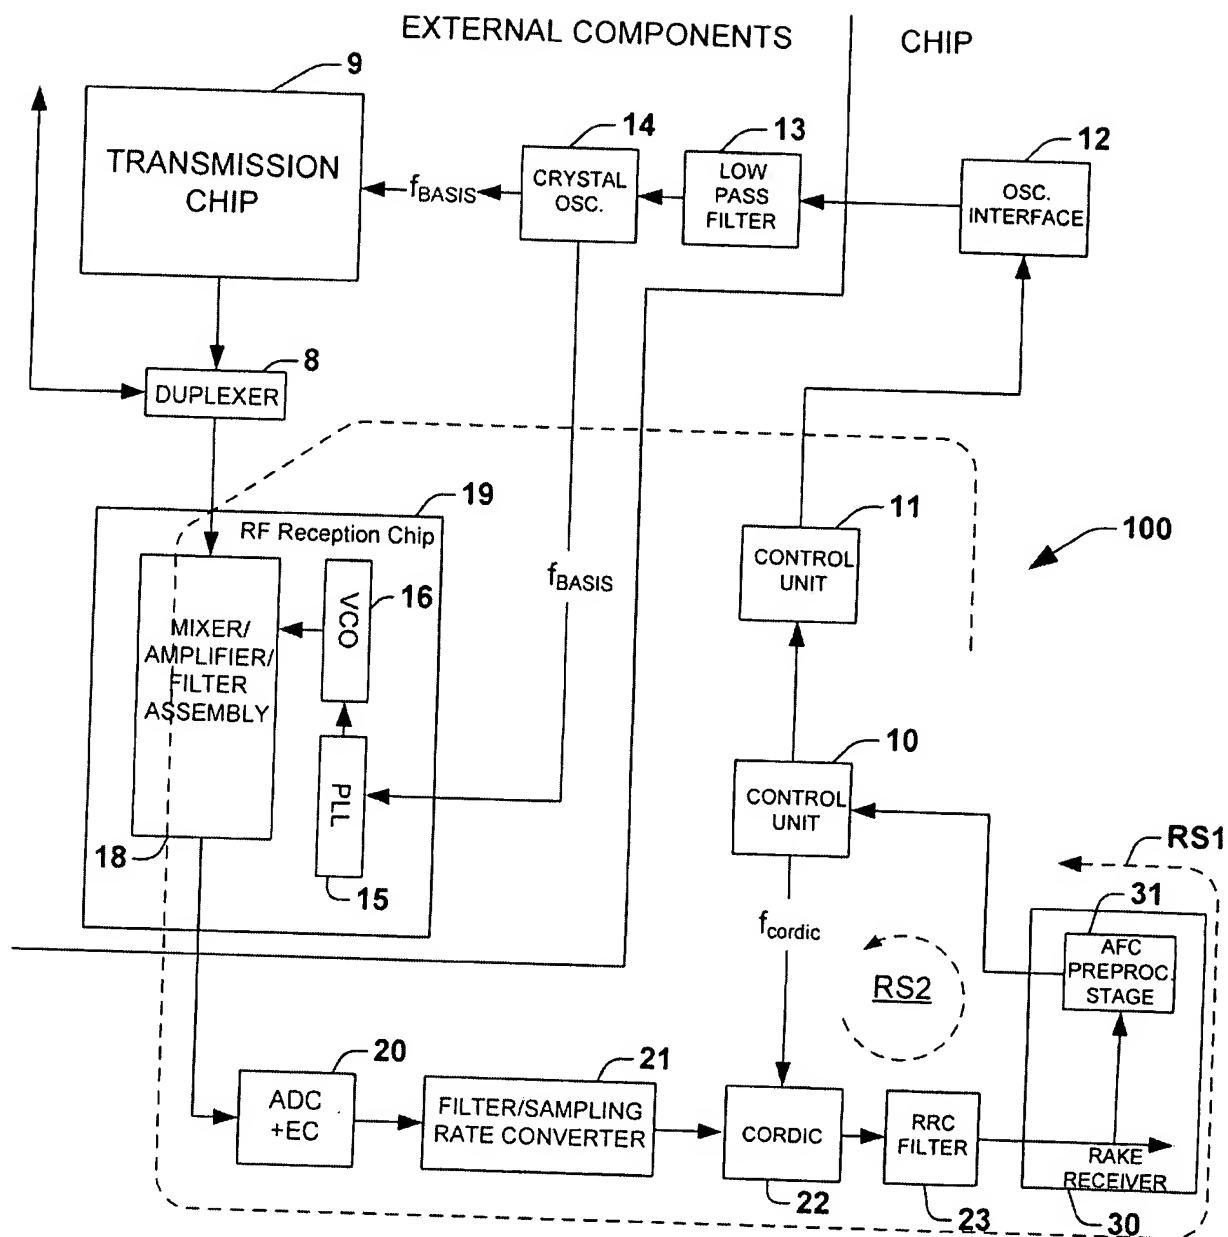 EXTERNAL COMPONENTS
CHIP
9
TRANSMISSION
CHIP
f_BASIS
14
CRYSTAL
OSC.
13
LOW
PASS
FILTER
12
OSC.
INTERFACE
8
DUPLEXER
19
RF Reception Chip
MIXER/
AMPLIFIER/
FILTER
ASSEMBLY
18
VCO
16
PLL
15
f_BASIS
11
CONTROL
UNIT
100
10
CONTROL
UNIT
f_cordic
RS2
RS1
31
AFC
PREPROC.
STAGE
20
ADC
+EC
21
FILTER/SAMPLING
RATE CONVERTER
CORDIC
22
RRC
FILTER
23
RAKE
RECEIVER
30